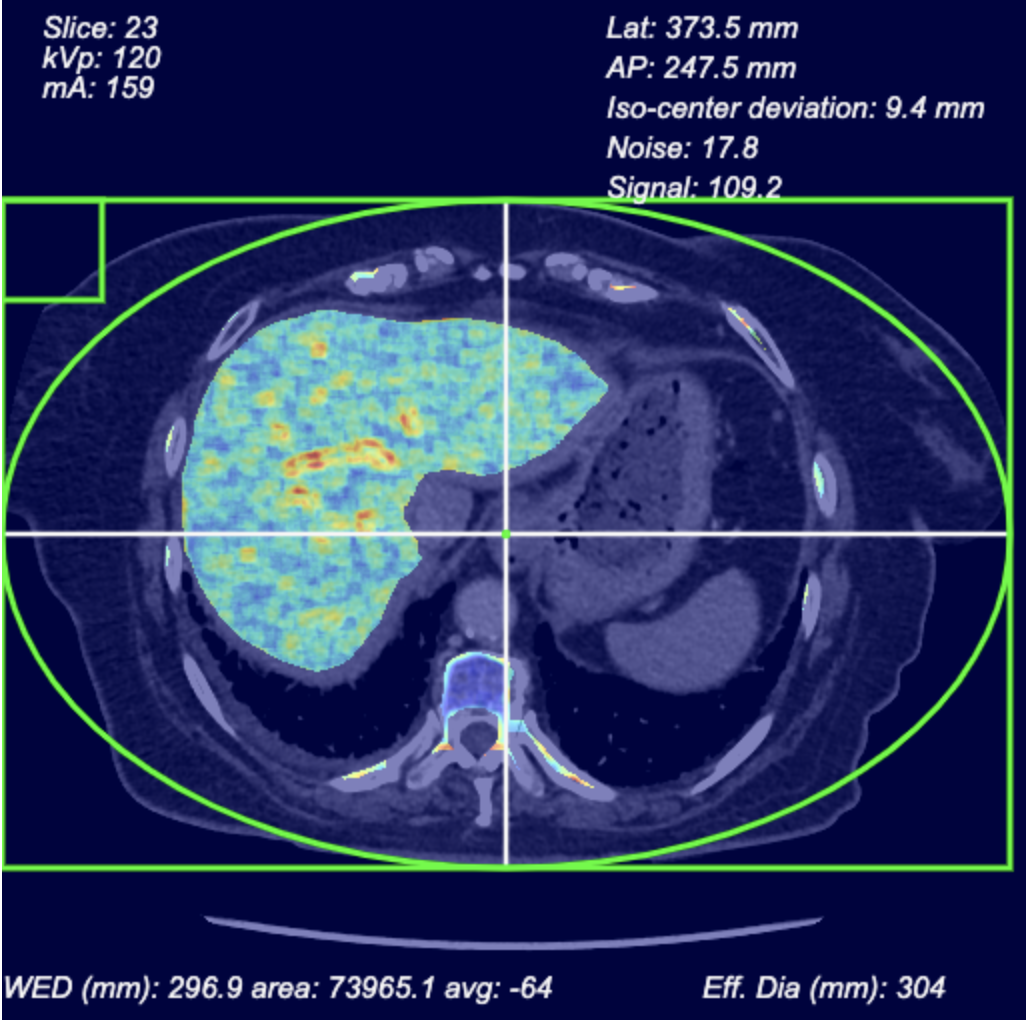 Slice: 23
kVp: 120
mA: 159
Lat: 373.5 mm
AP: 247.5 mm
Iso-center deviation: 9.4 mm
Noise: 17.8
Signal: 109.2
WED (mm): 296.9 area: 73965.1 avg: -64
Eff. Dia (mm): 304